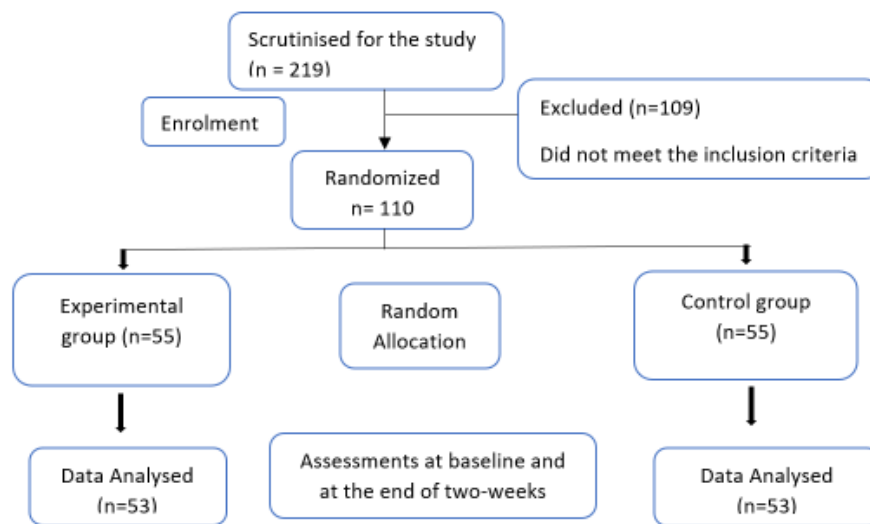 Scrutinised for the study
(n = 219)
Enrolment
Excluded (n=109)
Did not meet the inclusion criteria
Randomized
n= 110
Experimental
group (n=55)
Random
Allocation
Control group
(n=55)
Data Analysed
(n=53)
Assessments at baseline and
at the end of two-weeks
Data Analysed
(n=53)